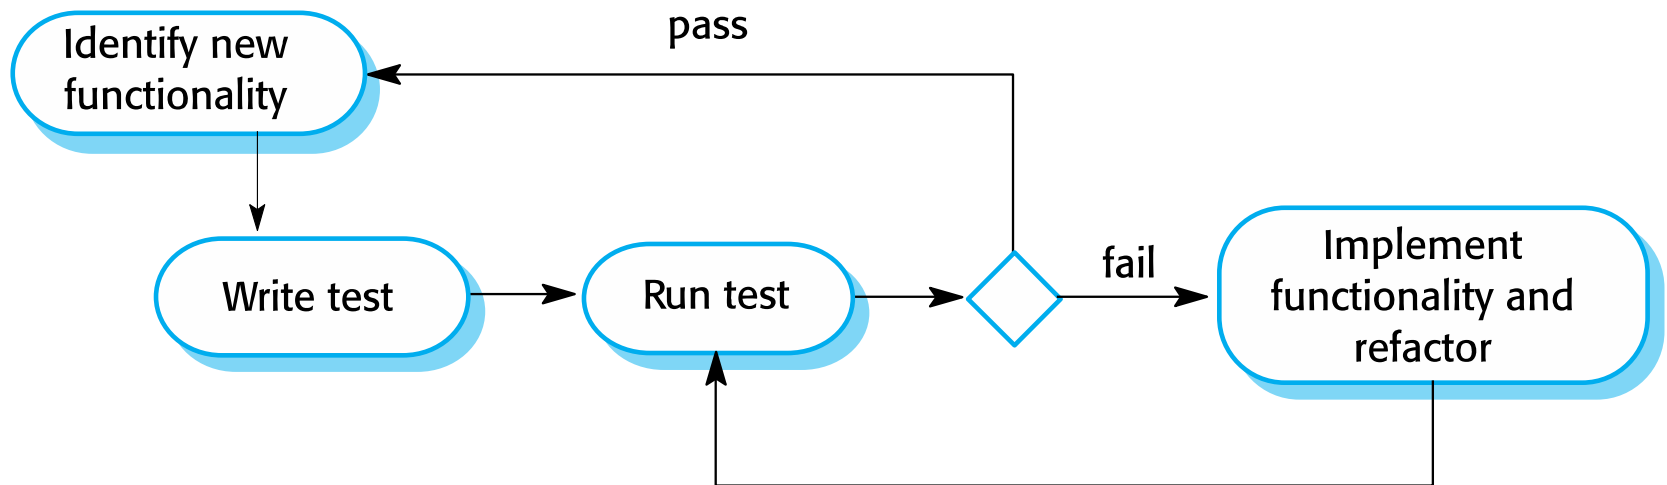 Identify new
functionality
pass
Write test
Run test
fail
Implement
functionality and
refactor